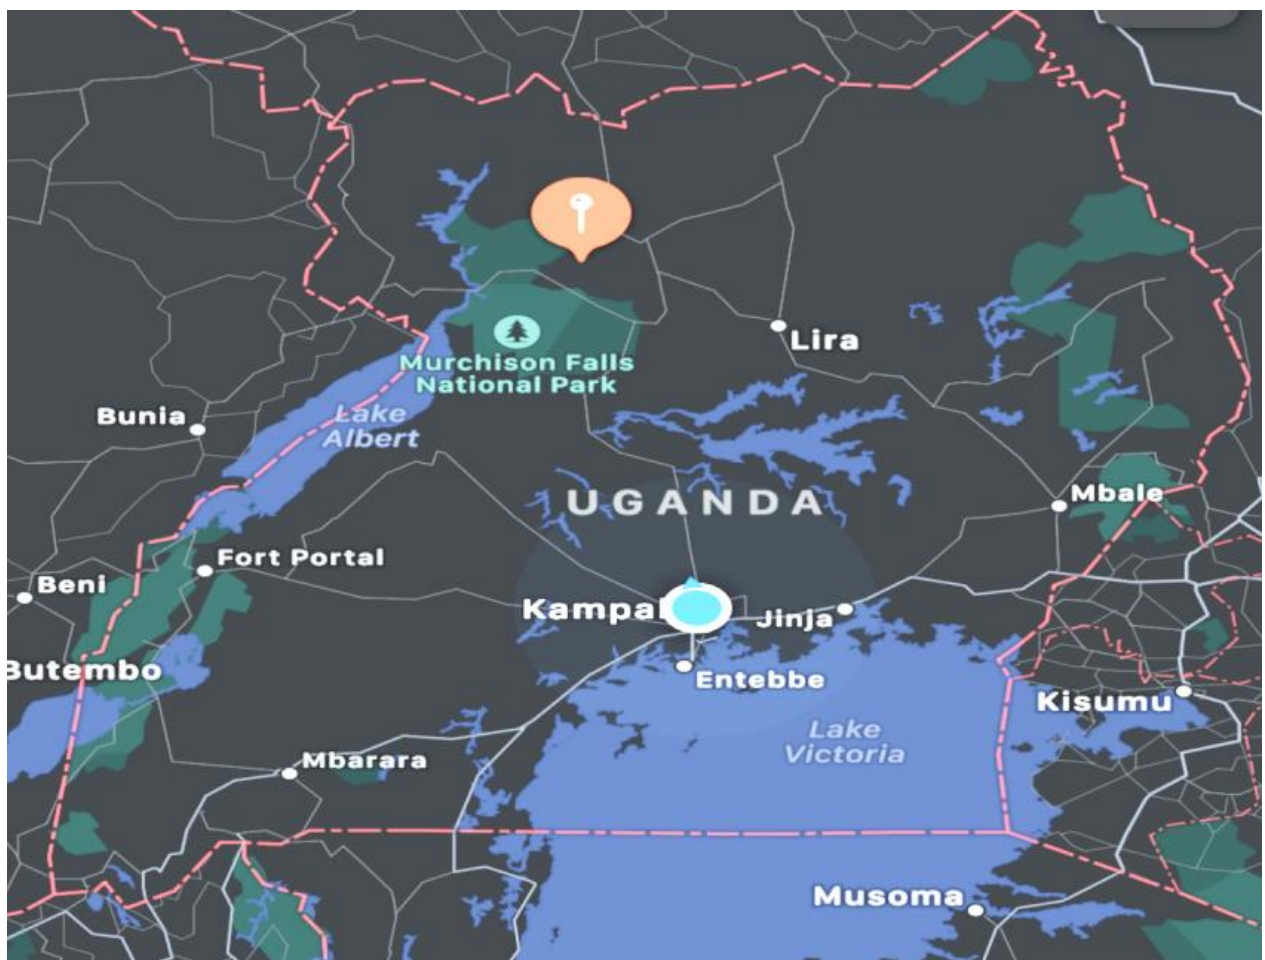 Lira
Murchison Falls
National Park
Bunia
Lake
Albert
Mbale
UGANDA
Fort Portal
Beni
Kampal
Jinja
Butembo
Entebbe
Kisumu
Lake
Victoria
Mbarara
Musoma